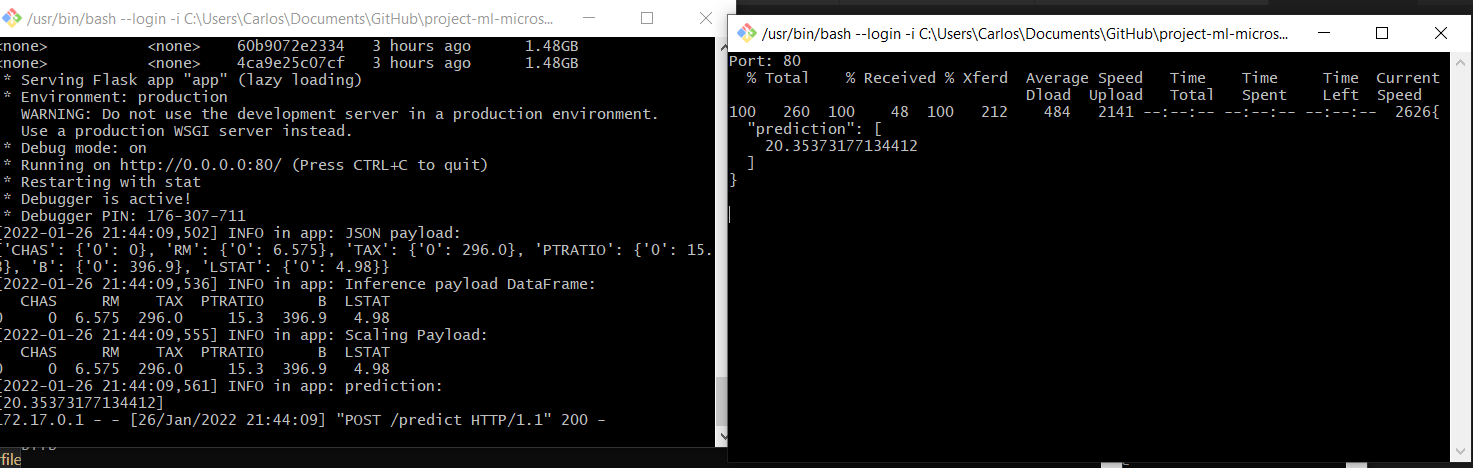 /usr/bin/bash --login -i C:\Users\Carlos\Documents\GitHub\project-ml-micros...
<none> <none> 60b9072e2334 3 hours ago 1.48GB
<none> <none> 4ca9e25c07cf 3 hours ago 1.48GB
* Serving Flask app "app" (lazy loading)
* Environment: production
WARNING: Do not use the development server in a production environment.
Use a production WSGI server instead.
* Debug mode: on
* Running on http://0.0.0.0:80/ (Press CTRL+C to quit)
* Restarting with stat
* Debugger is active!
* Debugger PIN: 176-307-711
[2022-01-26 21:44:09,502] INFO in app: JSON payload:
{'CHAS': {'0': 0}, 'RM': {'0': 6.575}, 'TAX': {'0': 296.0}, 'PTRATIO': {'0': 15.
3}, 'B': {'0': 396.9}, 'LSTAT': {'0': 4.98}}
[2022-01-26 21:44:09,536] INFO in app: Inference payload DataFrame:
CHAS RM TAX PTRATIO B LSTAT
0 0 6.575 296.0 15.3 396.9 4.98
[2022-01-26 21:44:09,555] INFO in app: Scaling Payload:
CHAS RM TAX PTRATIO B LSTAT
0 0 6.575 296.0 15.3 396.9 4.98
[2022-01-26 21:44:09,561] INFO in app: prediction:
[20.35373177134412]
172.17.0.1 - - [26/Jan/2022 21:44:09] "POST /predict HTTP/1.1" 200 -
file
/usr/bin/bash --login -i C:\Users\Carlos\Documents\GitHub\project-ml-micros...
Port: 80
% Total % Received % Xferd Average Speed Time Time Time Current
Dload Upload Total Spent Left Speed
100 260 100 48 100 212 484 2141 --:--:-- --:--:-- --:--:-- 2626{
"prediction": [
20.35373177134412
]
}